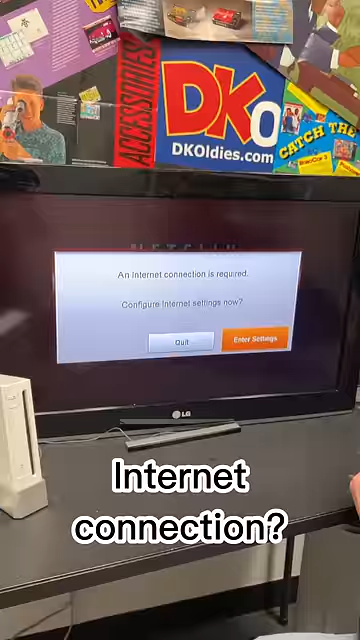 ACCESSORIES
DKO
DKOldies.com
CATCH THE
NETFLIX
An Internet connection is required.
Configure Internet settings now?
Quit
Enter Settings
LG
Internet
connection?